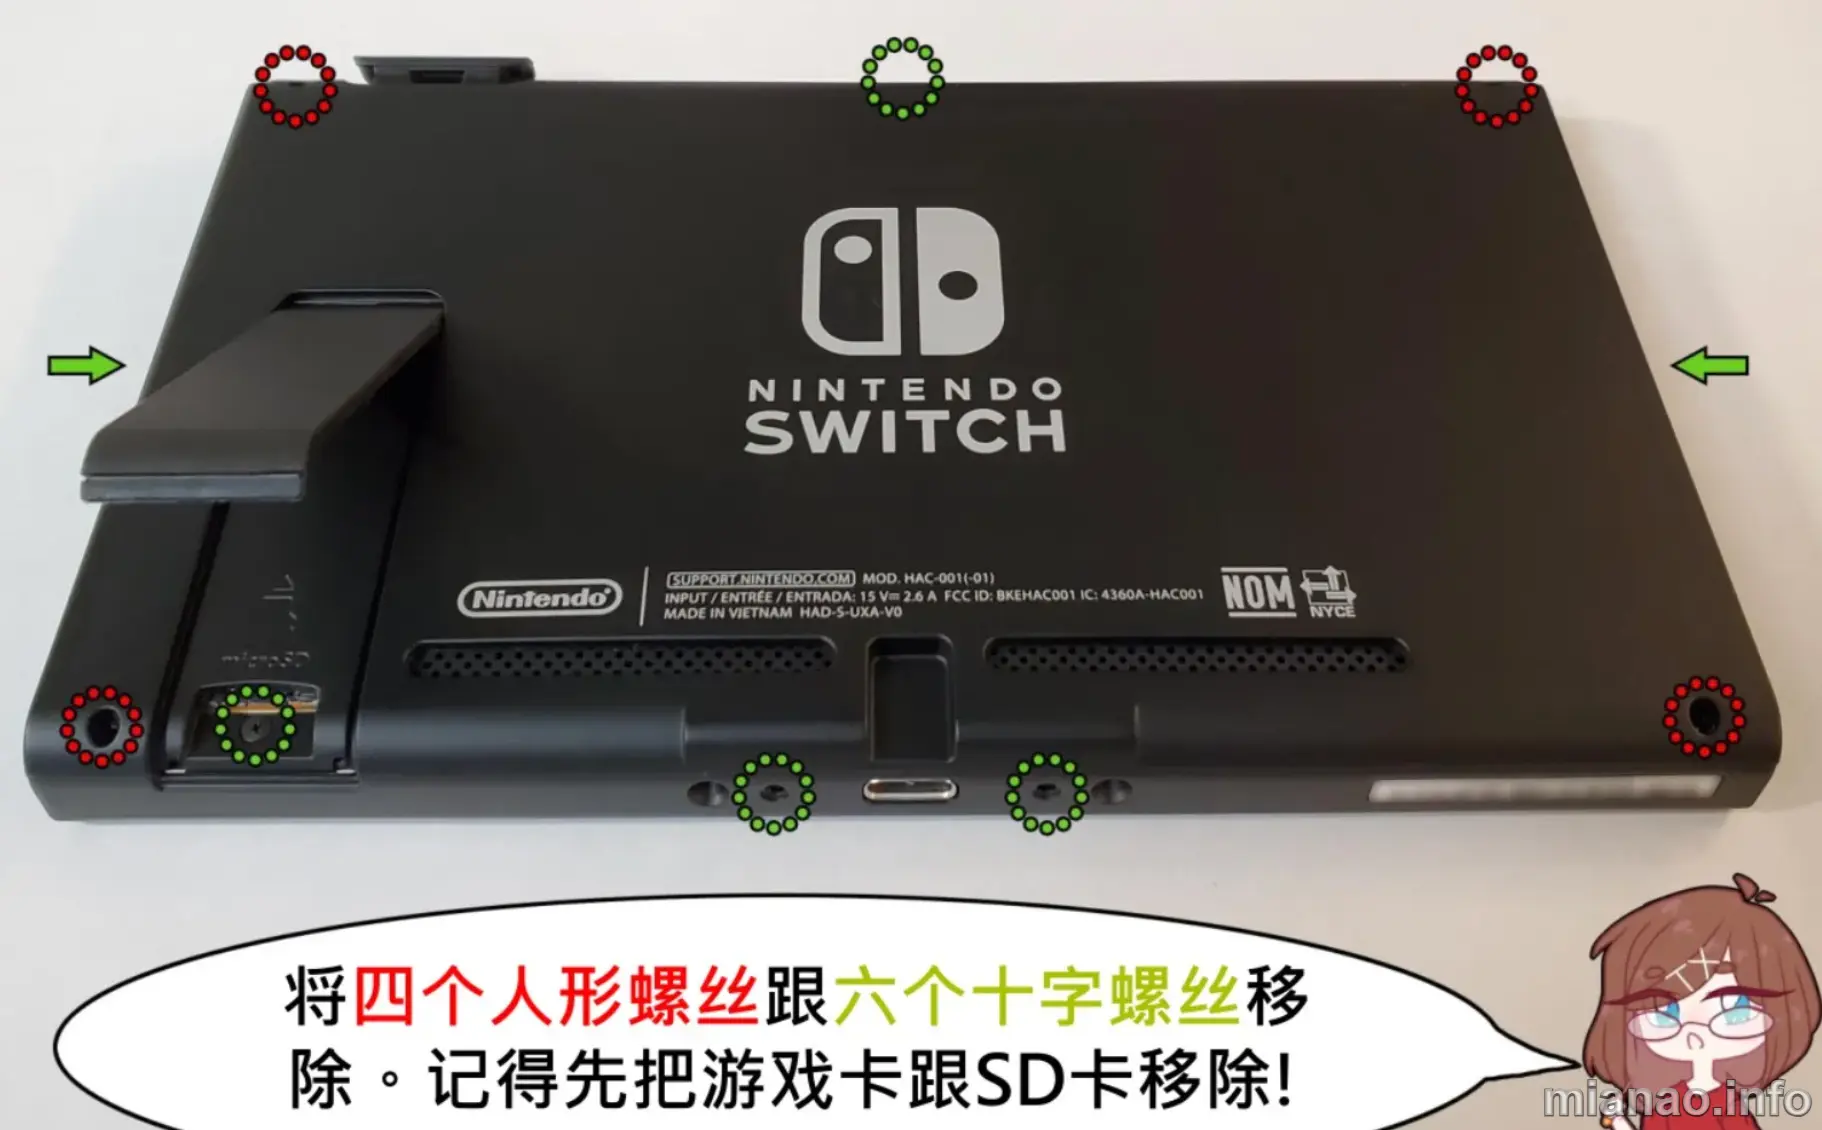 NINTENDO
SWITCH
Nintendo
SUPPORT.NINTENDO.COM MOD. HAC-001(-01)
INPUT / ENTRÉE / ENTRADA: 15 V⎓ 2.6 A FCC ID: BKEHAC001 IC: 4360A-HAC001
MADE IN VIETNAM HAD-S-UXA-V0
NOM
NYCE
microSD
将四个人形螺丝跟六个十字螺丝移
除。记得先把游戏卡跟SD卡移除!
mianao.info